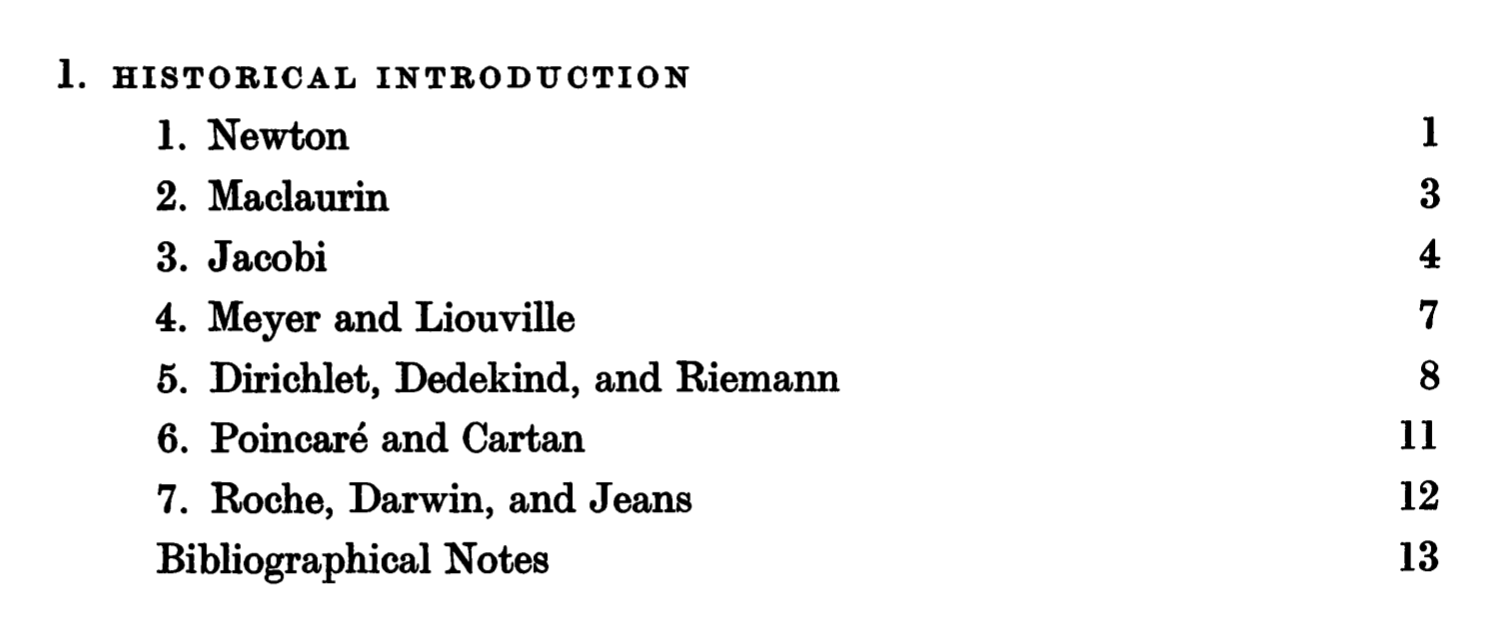 1. HISTORICAL INTRODUCTION
1. Newton 1
2. Maclaurin 3
3. Jacobi 4
4. Meyer and Liouville 7
5. Dirichlet, Dedekind, and Riemann 8
6. Poincaré and Cartan 11
7. Roche, Darwin, and Jeans 12
Bibliographical Notes 13